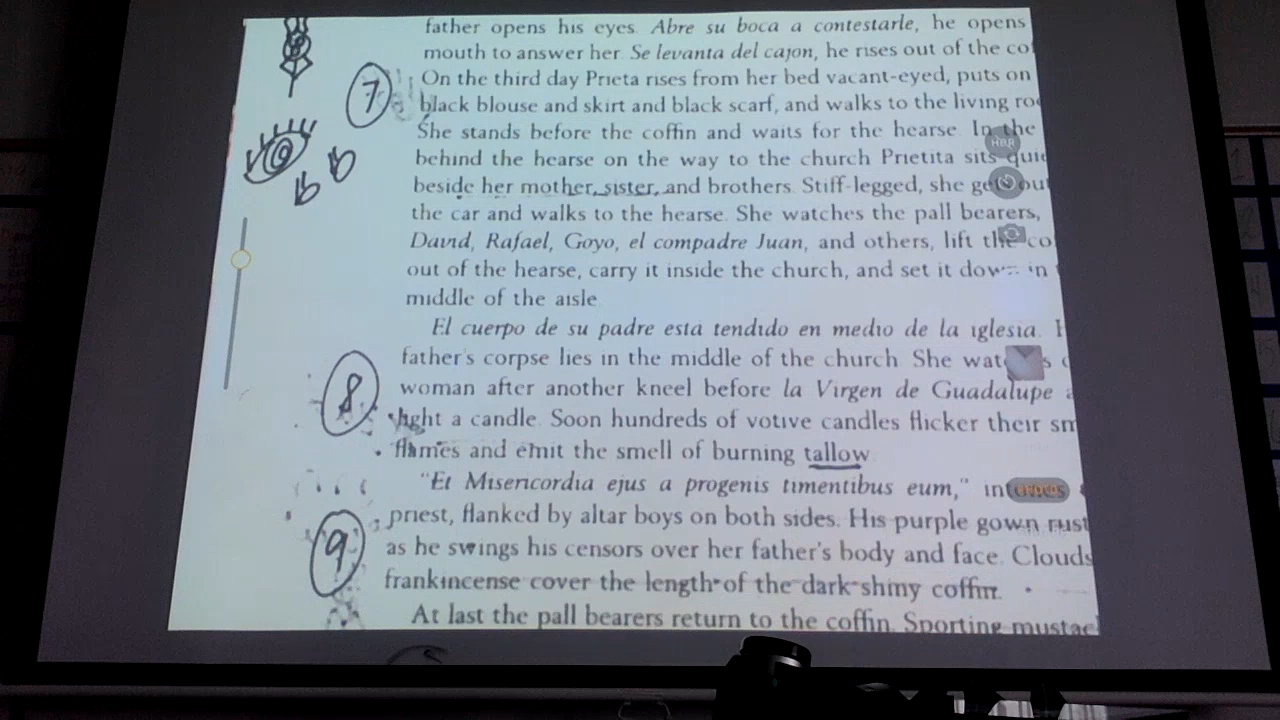 father opens his eyes. Abre su boca a contestarle, he opens
mouth to answer her. Se levanta del cajon, he rises out of the
7
On the third day Prieta rises from her bed vacant-eyed, puts on
black blouse and skirt and black scarf, and walks to the living
She stands before the coffin and waits for the hearse. In the
behind the hearse on the way to the church Prietita sits
beside her mother, sister, and brothers. Stiff-legged, she gets out
the car and walks to the hearse. She watches the pall bearers,
David, Rafael, Goyo, el compadre Juan, and others, lift the
out of the hearse, carry it inside the church, and set it down in
middle of the aisle
El cuerpo de su padre está tendido en medio de la iglesia.
father's corpse lies in the middle of the church. She
8
woman after another kneel before la Virgen de Guadalupe
light a candle. Soon hundreds of votive candles flicker their
flames and emit the smell of burning tallow
"Et Misericordia ejus a progenis timentibus eum,"
9
priest, flanked by altar boys on both sides. His purple gown
as he swings his censors over her father's body and face. Clouds
frankincense cover the length of the dark shiny coffin.
At last the pall bearers return to the coffin. Sporting